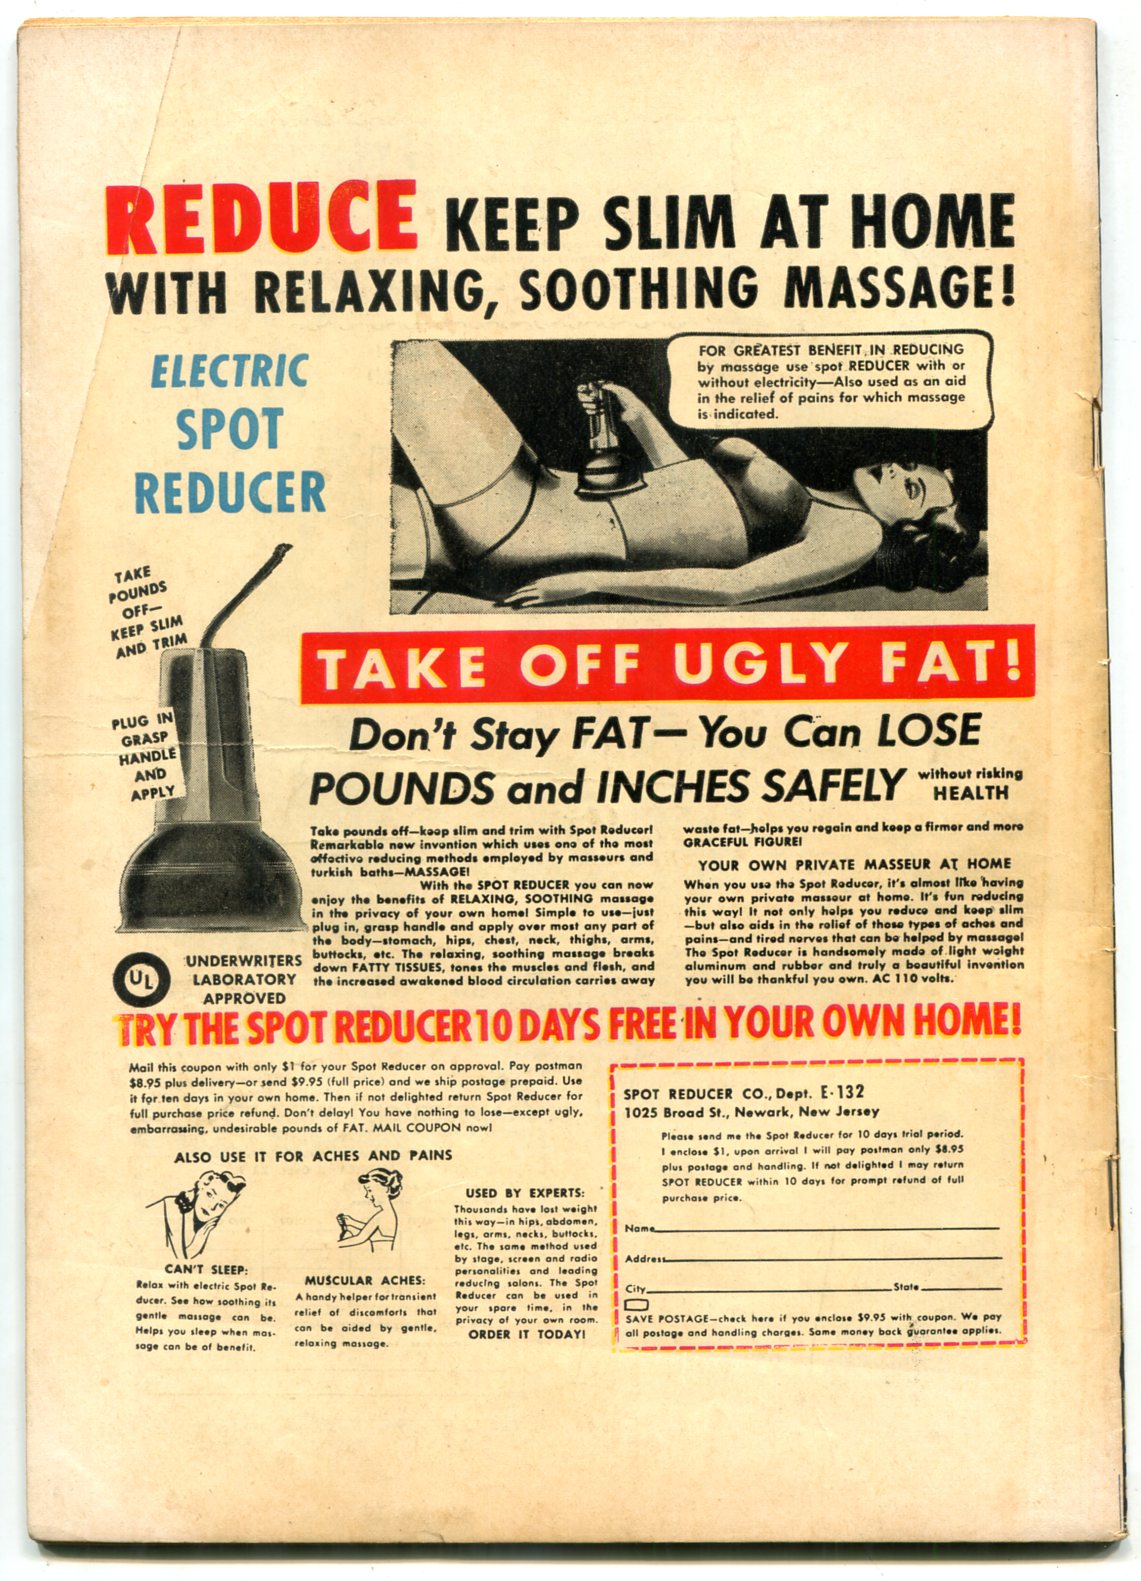 REDUCE KEEP SLIM AT HOME
WITH RELAXING, SOOTHING MASSAGE!
ELECTRIC
SPOT
REDUCER
FOR GREATEST BENEFIT IN REDUCING
by massage use spot REDUCER with or
without electricity—Also used as an aid
in the relief of pains for which massage
is indicated.
TAKE
POUNDS
OFF—
KEEP SLIM
AND TRIM
PLUG IN
GRASP
HANDLE
AND
APPLY
UL
UNDERWRITERS
LABORATORY
APPROVED
TAKE OFF UGLY FAT!
Don't Stay FAT—You Can LOSE
POUNDS and INCHES SAFELY without risking
HEALTH
Take pounds off—keep slim and trim with Spot Reducer!
Remarkable new invention which uses one of the most
effective reducing methods employed by masseurs and
turkish baths—MASSAGE!
With the SPOT REDUCER you can now
enjoy the benefits of RELAXING, SOOTHING massage
in the privacy of your own home! Simple to use—just
plug in, grasp handle and apply over most any part of
the body—stomach, hips, chest, neck, thighs, arms,
buttocks, etc. The relaxing, soothing massage breaks
down FATTY TISSUES, tones the muscles and flesh, and
the increased awakened blood circulation carries away
waste fat—helps you regain and keep a firmer and more
GRACEFUL FIGURE!
YOUR OWN PRIVATE MASSEUR AT HOME
When you use the Spot Reducer, it's almost like having
your own private masseur at home. It's fun reducing
this way! It not only helps you reduce and keep slim
—but also aids in the relief of those types of aches and
pains—and tired nerves that can be helped by massage!
The Spot Reducer is handsomely made of light weight
aluminum and rubber and truly a beautiful invention
you will be thankful you own. AC 110 volts.
TRY THE SPOT REDUCER 10 DAYS FREE IN YOUR OWN HOME!
Mail this coupon with only $1 for your Spot Reducer on approval. Pay postman
$8.95 plus delivery—or send $9.95 (full price) and we ship postage prepaid. Use
it for ten days in your own home. Then if not delighted return Spot Reducer for
full purchase price refund. Don't delay! You have nothing to lose—except ugly,
embarrassing, undesirable pounds of FAT. MAIL COUPON now!
ALSO USE IT FOR ACHES AND PAINS
CAN'T SLEEP:
Relax with electric Spot Re-
ducer. See how soothing its
gentle massage can be.
Helps you sleep when mas-
sage can be of benefit.
MUSCULAR ACHES:
A handy helper for transient
relief of discomforts that
can be aided by gentle,
relaxing massage.
USED BY EXPERTS:
Thousands have lost weight
this way—in hips, abdomen,
legs, arms, necks, buttocks,
etc. The same method used
by stage, screen and radio
personalities and leading
reducing salons. The Spot
Reducer can be used in
your spare time, in the
privacy of your own room.
ORDER IT TODAY!
SPOT REDUCER CO., Dept. E-132
1025 Broad St., Newark, New Jersey
Please send me the Spot Reducer for 10 days trial period.
I enclose $1, upon arrival I will pay postman only $8.95
plus postage and handling. If not delighted I may return
SPOT REDUCER within 10 days for prompt refund of full
purchase price.
Name
Address
City State
SAVE POSTAGE—check here if you enclose $9.95 with coupon. We pay
all postage and handling charges. Same money back guarantee applies.